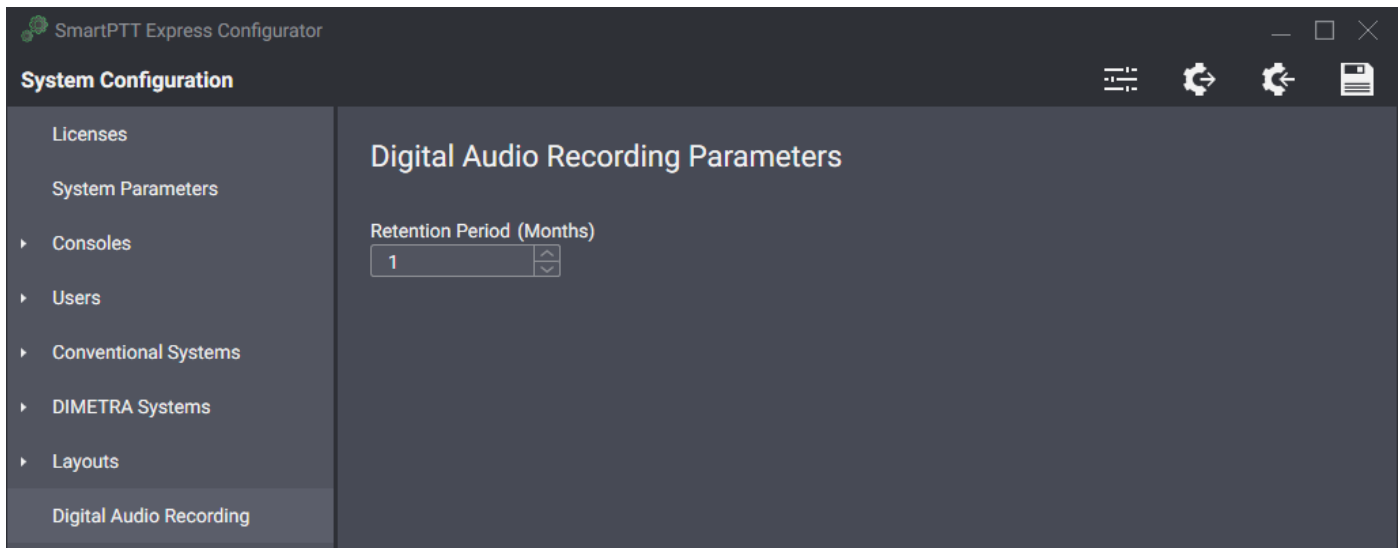 SmartPTT Express Configurator
System Configuration
Licenses
System Parameters
Consoles
Users
Conventional Systems
DIMETRA Systems
Layouts
Digital Audio Recording
Digital Audio Recording Parameters
Retention Period (Months)
1